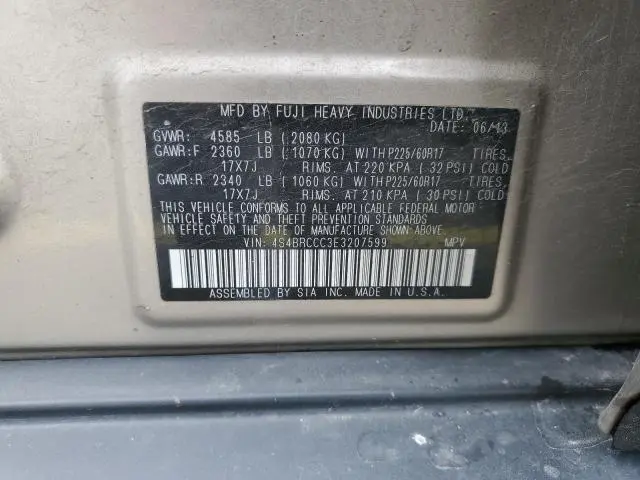 MFD BY FUJI HEAVY INDUSTRIES LTD.
DATE: 06/13
GVWR: 4585 LB ( 2080 KG)
GAWR:F 2360 LB ( 1070 KG) WITH P225/60R17 TIRES,
17X7J RIMS, AT 220 KPA ( 32 PSI) COLD
GAWR:R 2340 LB ( 1060 KG) WITH P225/60R17 TIRES,
17X7J RIMS, AT 210 KPA ( 30 PSI) COLD
THIS VEHICLE CONFORMS TO ALL APPLICABLE FEDERAL MOTOR
VEHICLE SAFETY AND THEFT PREVENTION STANDARDS
IN EFFECT ON THE DATE OF MANUFACTURE SHOWN ABOVE.
VIN: 4S4BRCCC3E3207599 MPV
ASSEMBLED BY SIA INC. MADE IN U.S.A.